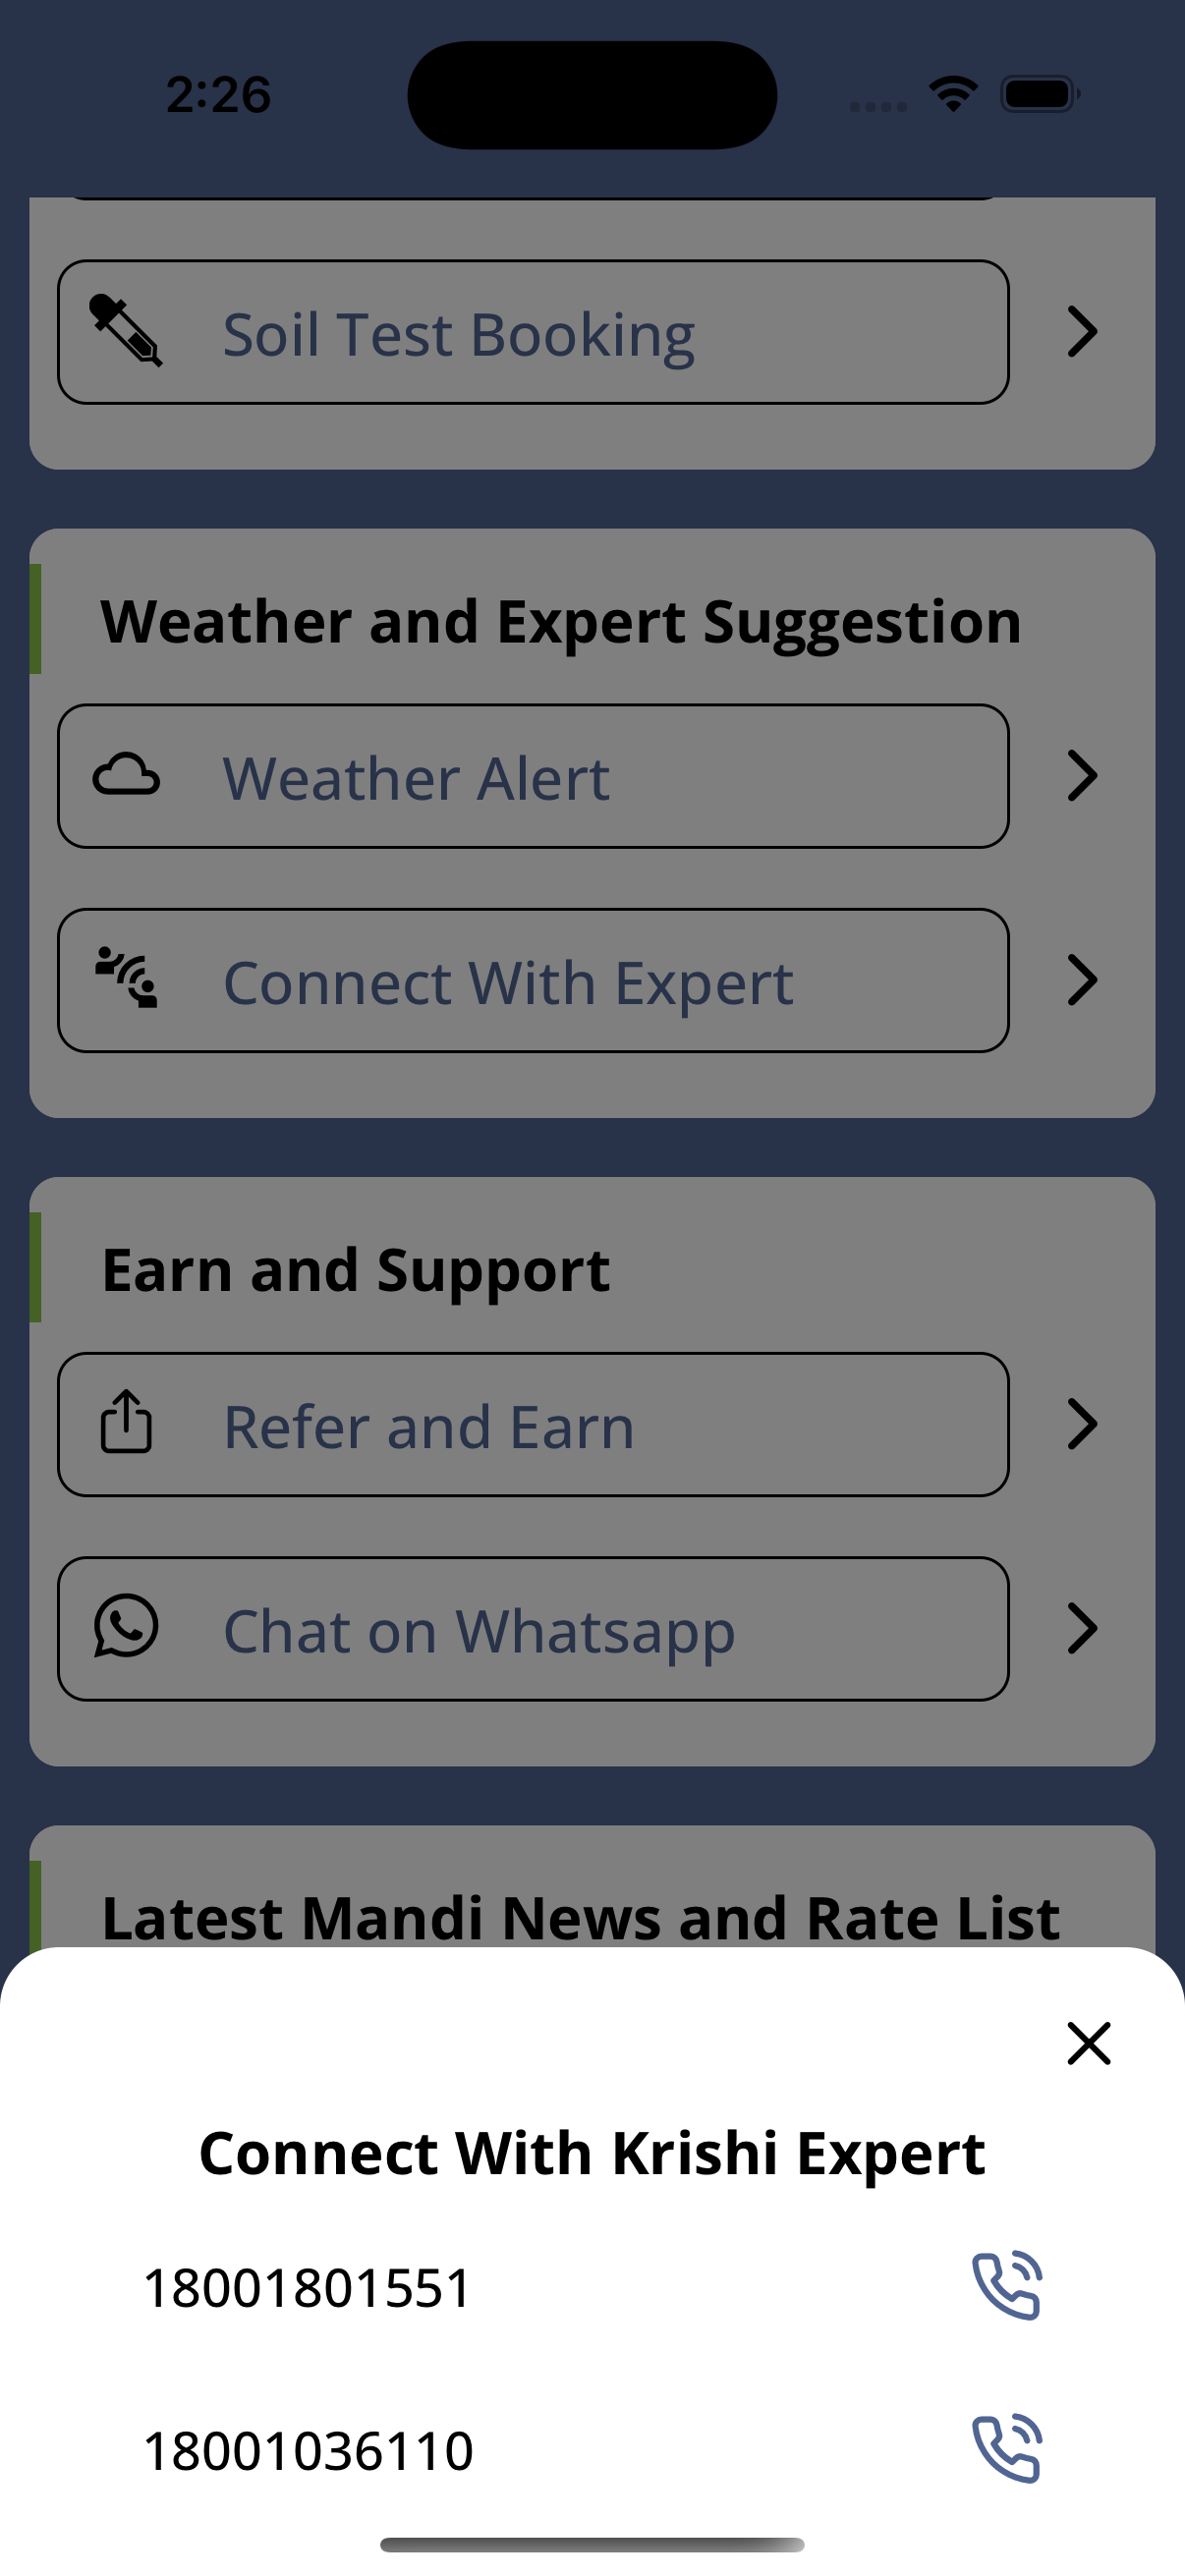 2:26
Soil Test Booking
Weather and Expert Suggestion
Weather Alert
Connect With Expert
Earn and Support
Refer and Earn
Chat on Whatsapp
Latest Mandi News and Rate List
Connect With Krishi Expert
18001801551
18001036110